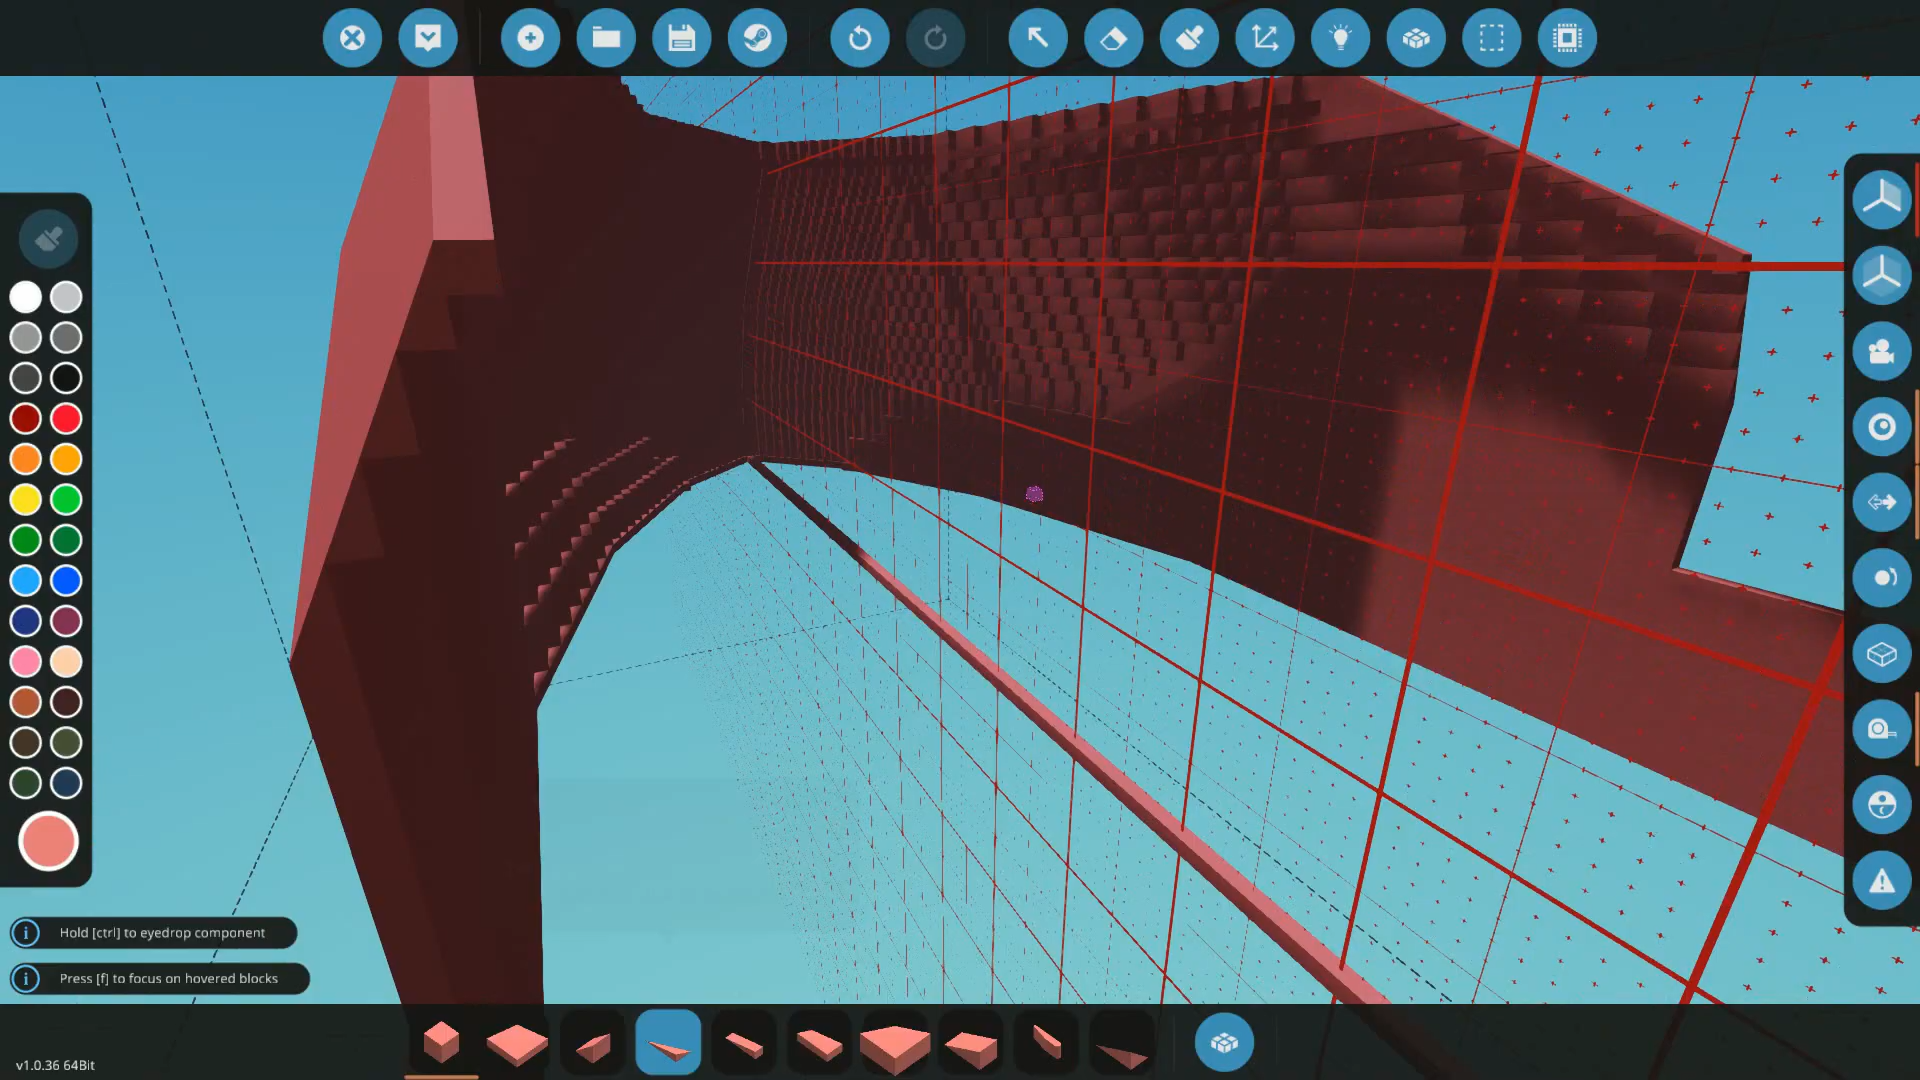 Hold [ctrl] to eyedrop component
Press [f] to focus on hovered blocks
v1.0.36 64Bit